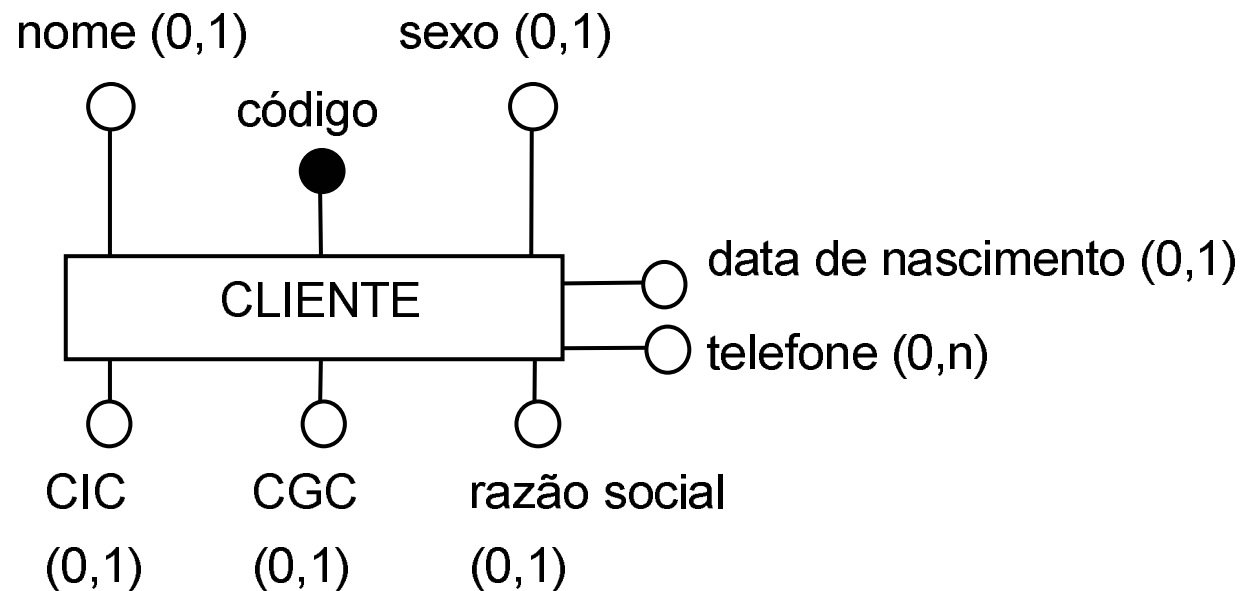 nome (0,1)
sexo (0,1)
código
CLIENTE
data de nascimento (0,1)
telefone (0,n)
CIC
(0,1)
CGC
(0,1)
razão social
(0,1)